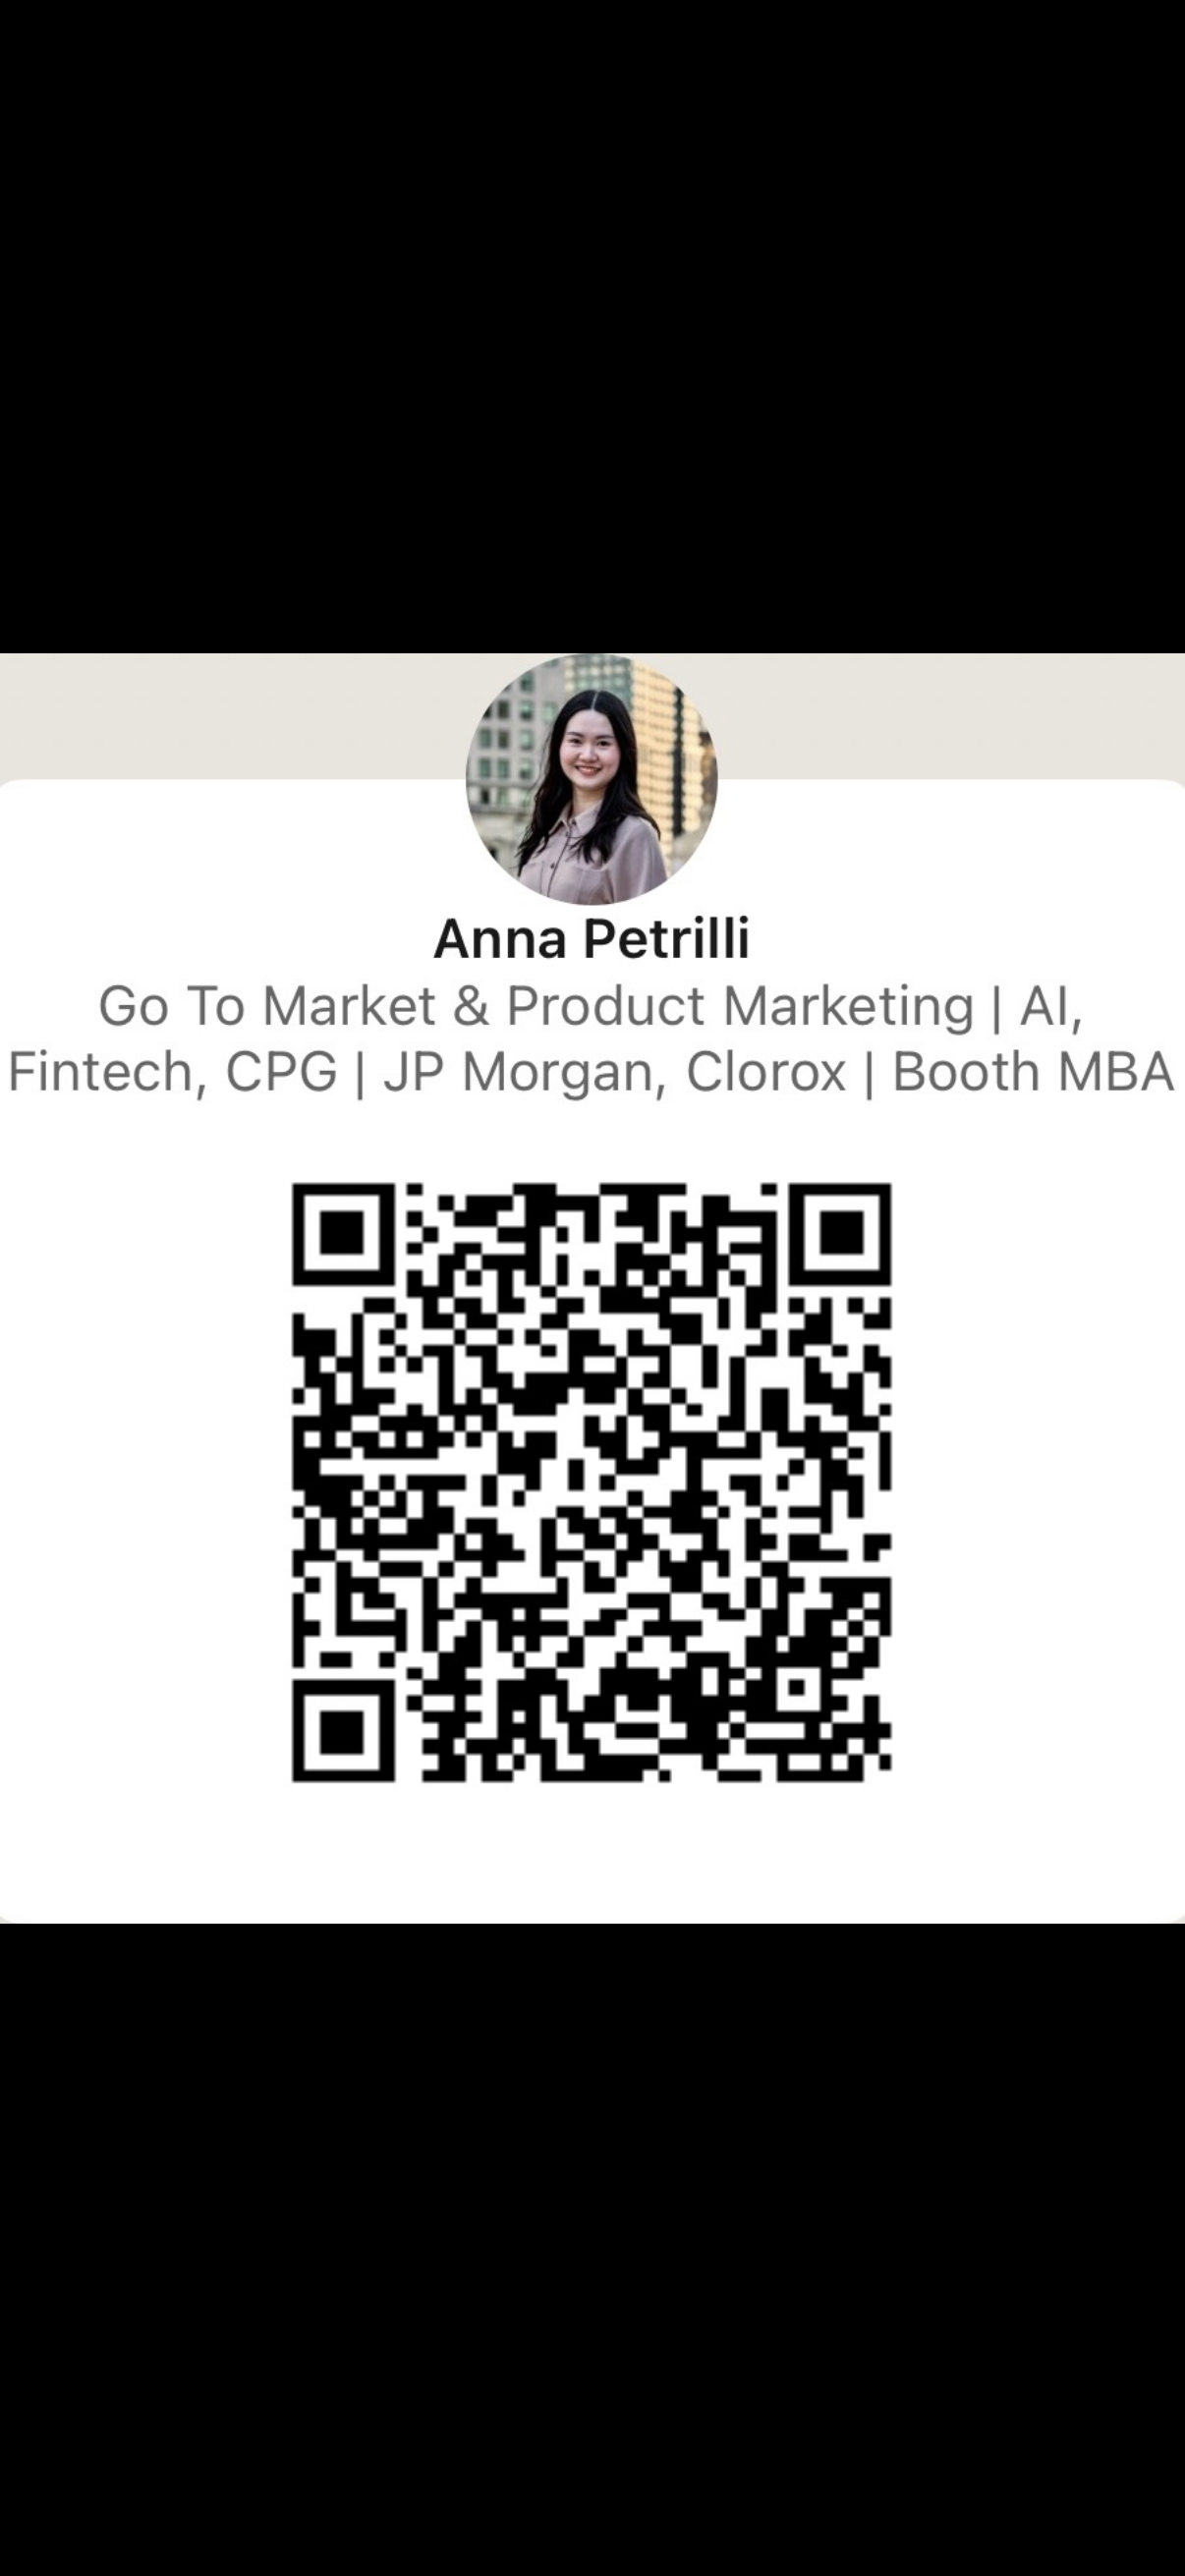 Anna Petrilli
Go To Market & Product Marketing | AI,
Fintech, CPG | JP Morgan, Clorox | Booth MBA